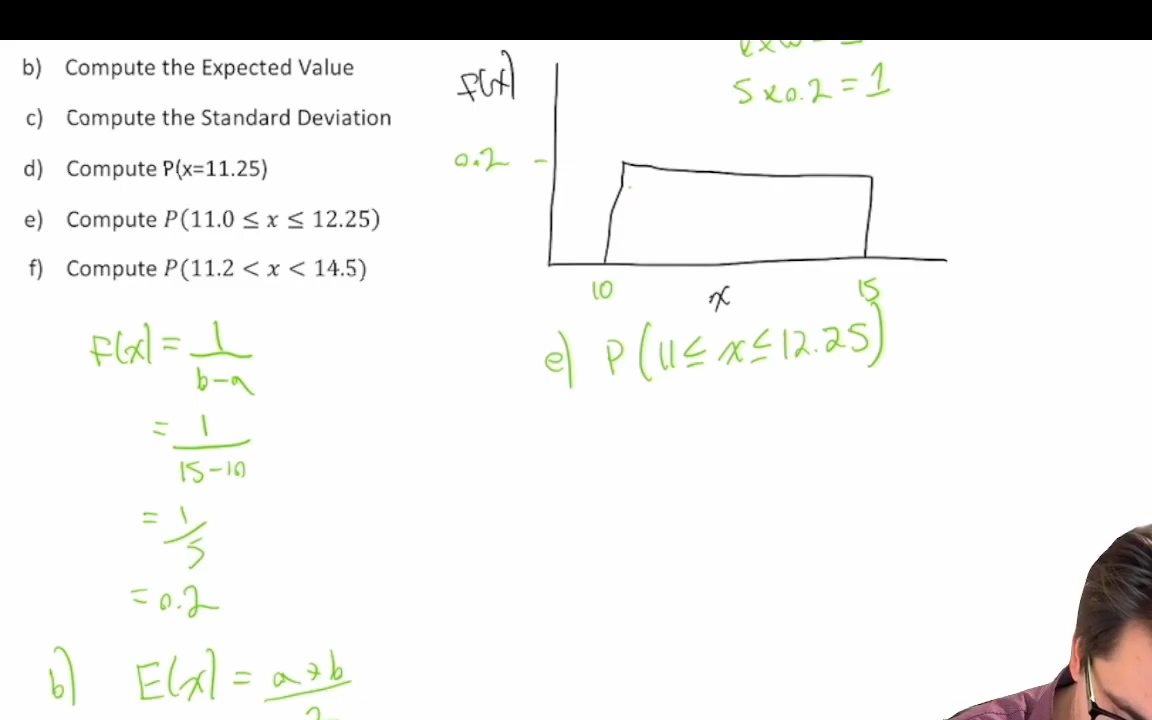 b) Compute the Expected Value
c) Compute the Standard Deviation
d) Compute P(x=11.25)
e) Compute P(11.0 ≤ x ≤ 12.25)
f) Compute P(11.2 < x < 14.5)
5 x 0.2 = 1
f(x)
0.2
10
x
15
f(x) = 1
b-a
= 1
15-10
= 1/5
= 0.2
e) P(11 ≤ x ≤ 12.25)
b) E(x) = a+b
2